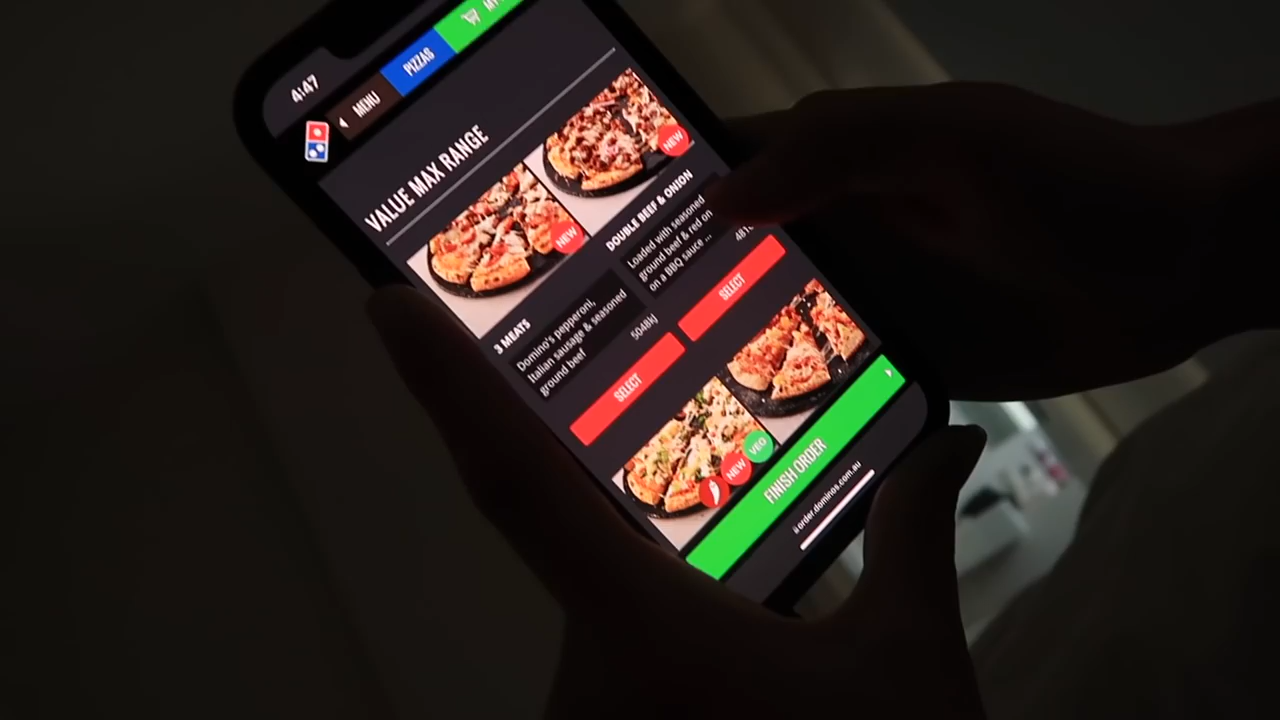 4:47
MENU
PIZZAS
VALUE MAX RANGE
NEW
NEW
3 MEATS
Domino's pepperoni,
Italian sausage & seasoned
ground beef
5048kJ
SELECT
DOUBLE BEEF & ONION
Loaded with seasoned
ground beef & red on
on a BBQ sauce ...
SELECT
NEW
VEG
FINISH ORDER
order.dominos.com.au